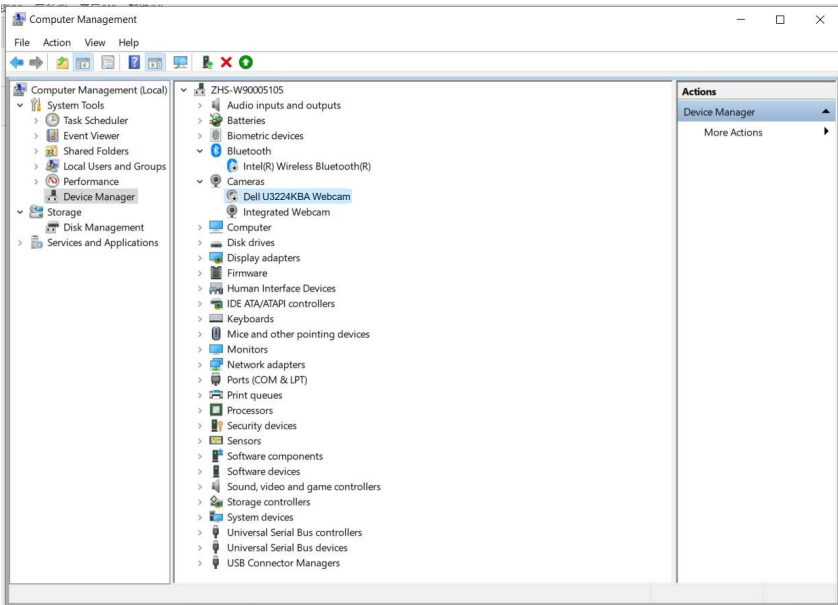 Computer Management
File Action View Help
Computer Management (Local)
System Tools
Task Scheduler
Event Viewer
Shared Folders
Local Users and Groups
Performance
Device Manager
Storage
Disk Management
Services and Applications
ZHS-W90005105
Audio inputs and outputs
Batteries
Biometric devices
Bluetooth
Intel(R) Wireless Bluetooth(R)
Cameras
Dell U3224KBA Webcam
Integrated Webcam
Computer
Disk drives
Display adapters
Firmware
Human Interface Devices
IDE ATA/ATAPI controllers
Keyboards
Mice and other pointing devices
Monitors
Network adapters
Ports (COM & LPT)
Print queues
Processors
Security devices
Sensors
Software components
Software devices
Sound, video and game controllers
Storage controllers
System devices
Universal Serial Bus controllers
Universal Serial Bus devices
USB Connector Managers
Actions
Device Manager
More Actions